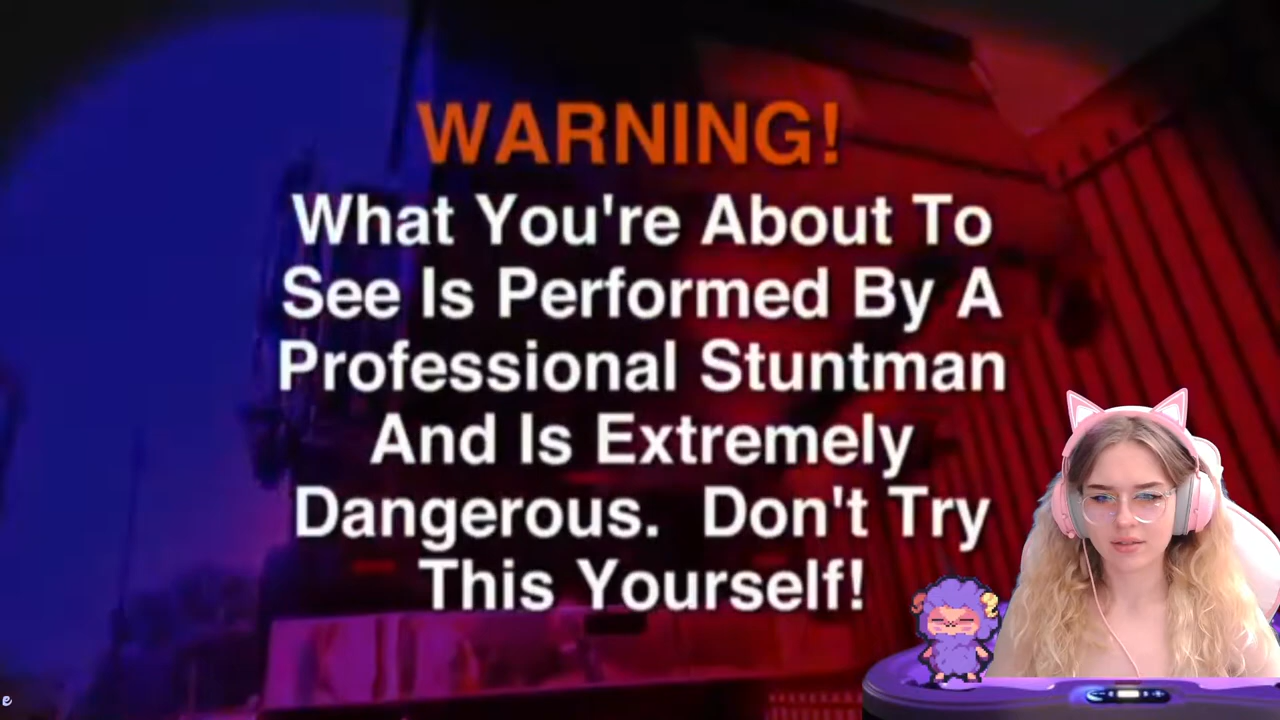 WARNING!
What You're About To
See Is Performed By A
Professional Stuntman
And Is Extremely
Dangerous.  Don't Try
This Yourself!
e